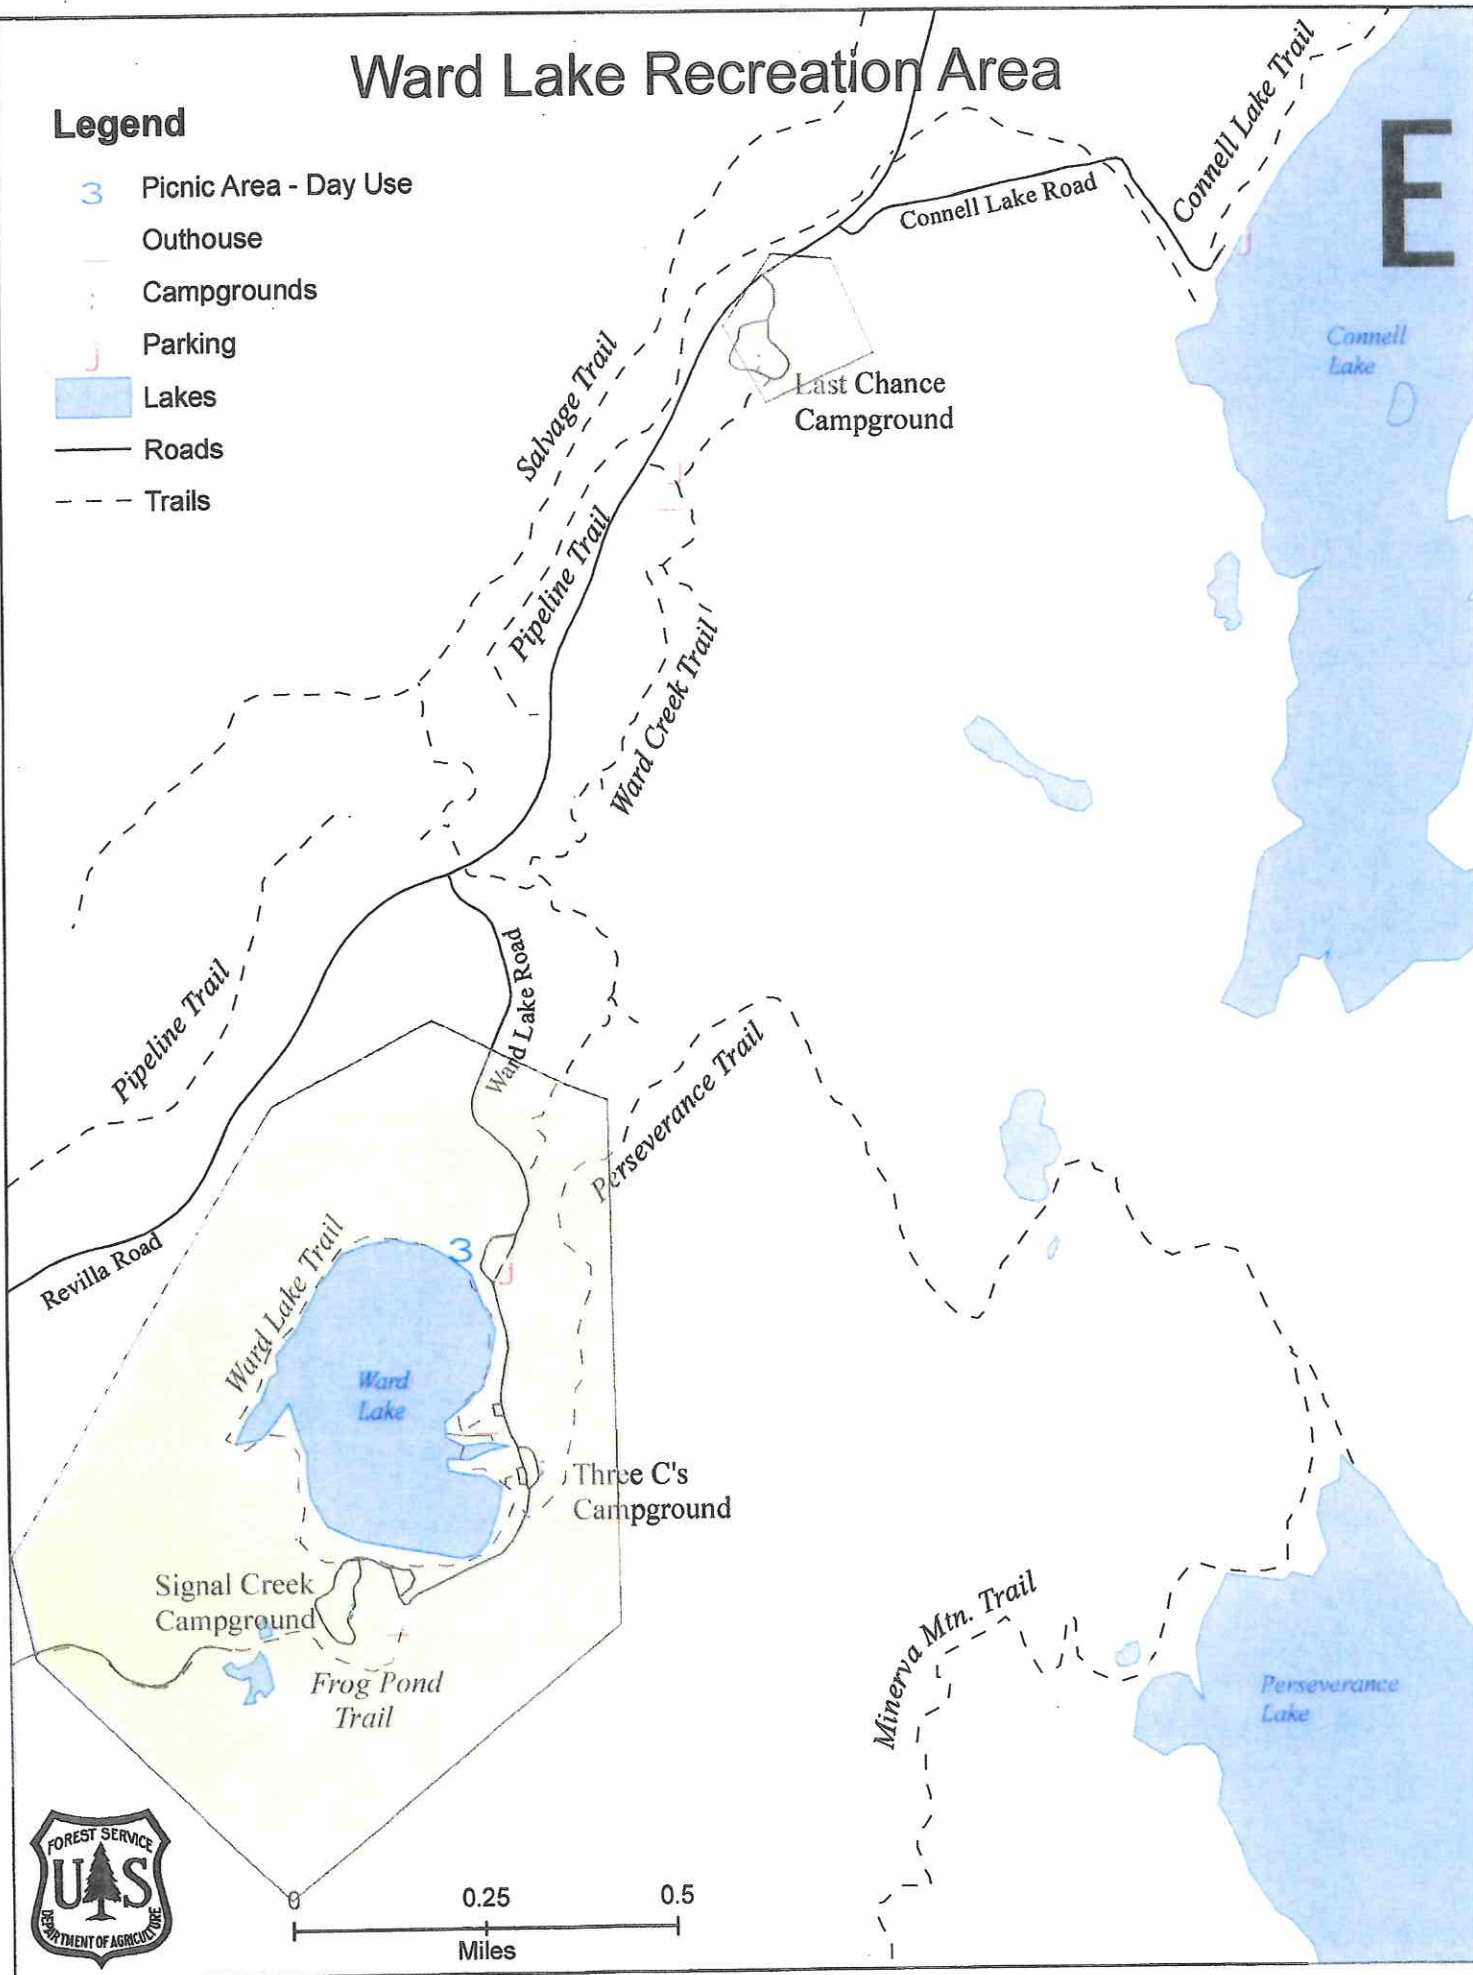 Ward Lake Recreation Area
Legend
3 Picnic Area - Day Use
Outhouse
Campgrounds
J Parking
Lakes
Roads
Trails
E
Connell Lake Trail
Connell Lake Road
J
Connell
Lake
Last Chance
Campground
Salvage Trail
J
Pipeline Trail
Ward Creek Trail
Ward Lake Road
Pipeline Trail
Perseverance Trail
Revilla Road
Ward Lake Trail
3
J
Ward
Lake
Three C's
Campground
Signal Creek
Campground
Frog Pond
Trail
Minerva Mtn. Trail
Perseverance
Lake
FOREST SERVICE
U S
DEPARTMENT OF AGRICULTURE
0 0.25 0.5
Miles